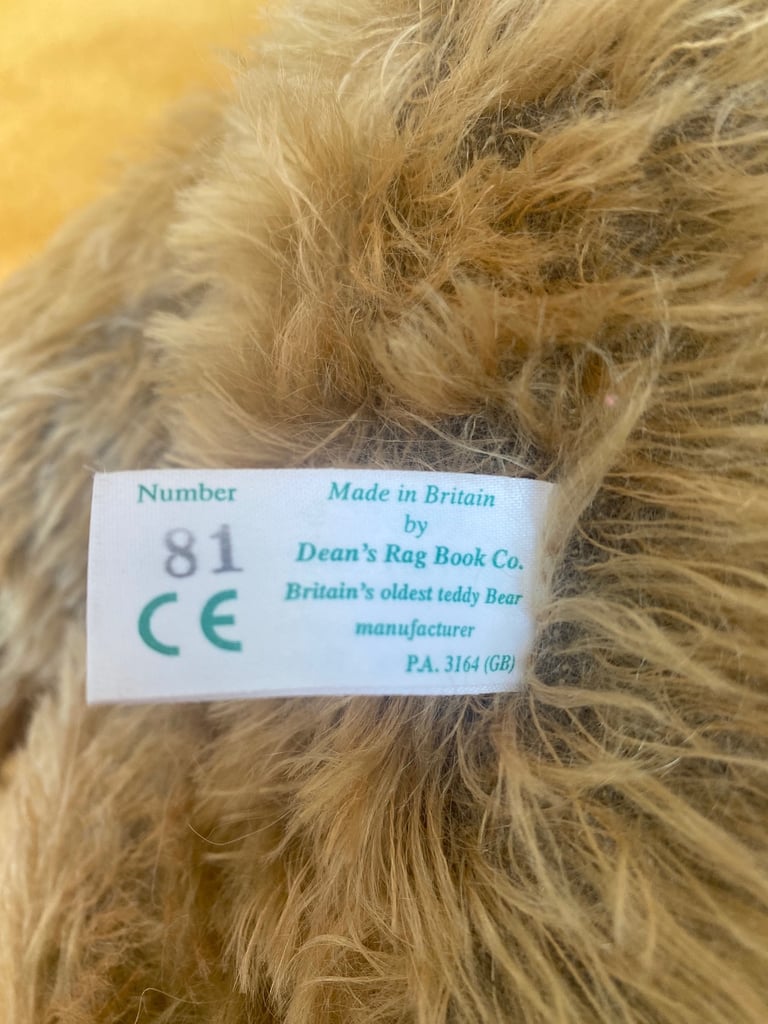 Number
81
CE
Made in Britain
by
Dean's Rag Book Co.
Britain's oldest teddy Bear
manufacturer
P.A. 3164 (GB)